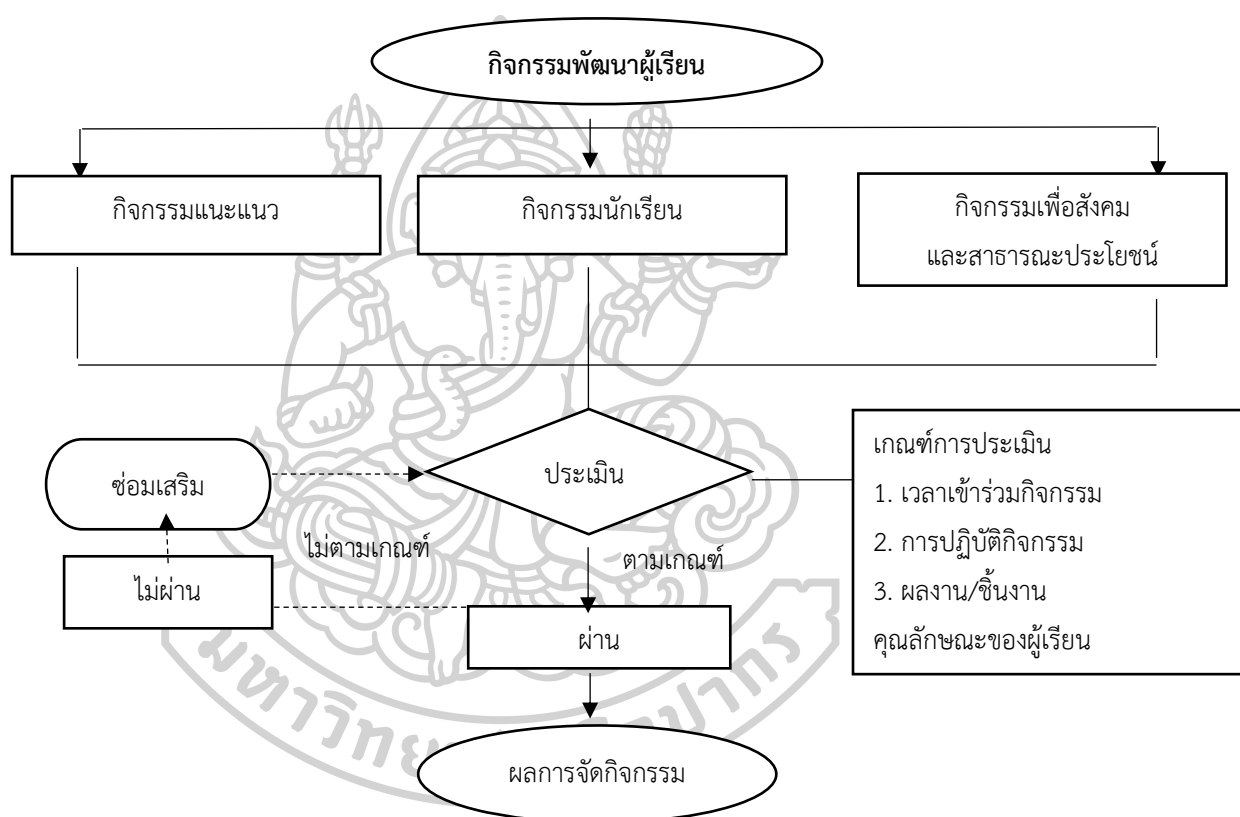 กิจกรรมพัฒนาผู้เรียน
กิจกรรมแนะแนว
กิจกรรมนักเรียน
กิจกรรมเพื่อสังคม
และสาธารณะประโยชน์
ประเมิน
ซ่อมเสริม
เกณฑ์การประเมิน
1. เวลาเข้าร่วมกิจกรรม
2. การปฏิบัติกิจกรรม
3. ผลงาน/ชิ้นงาน
คุณลักษณะของผู้เรียน
ไม่ตามเกณฑ์
ตามเกณฑ์
ไม่ผ่าน
ผ่าน
ผลการจัดกิจกรรม